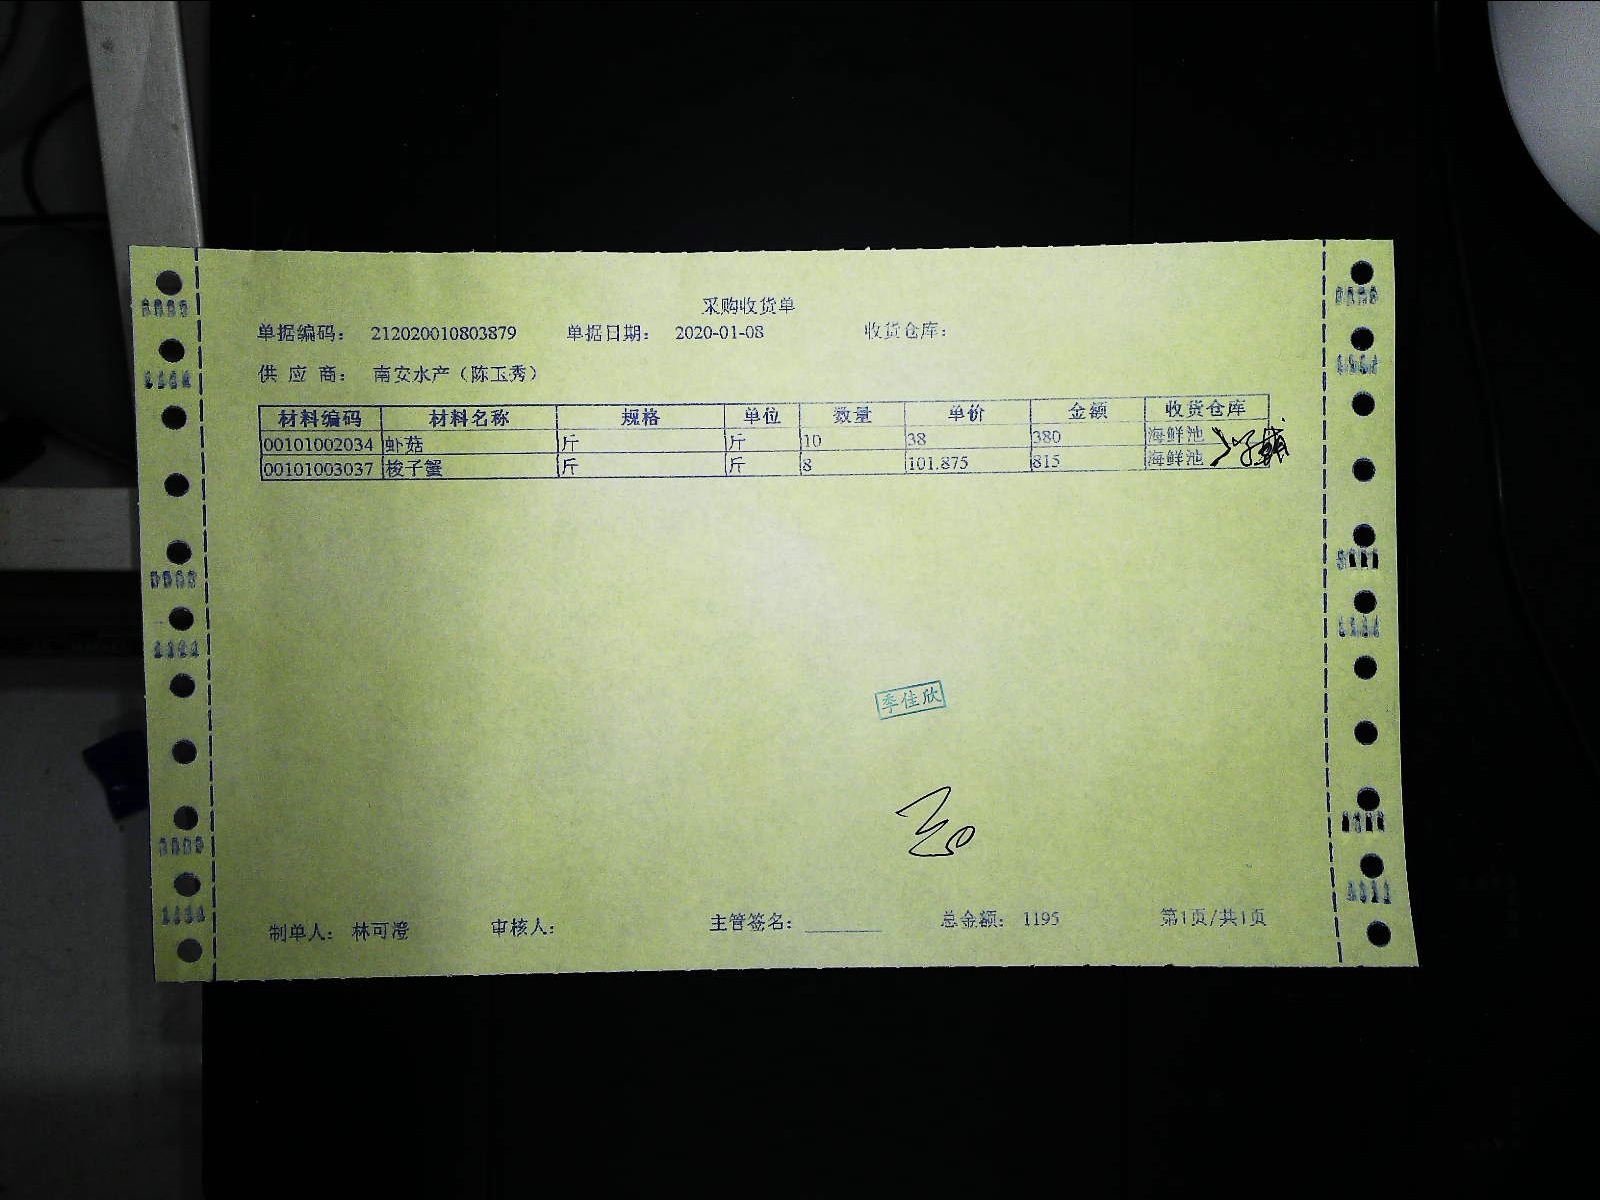 采购收货单
单据编码： 212020010803879 单据日期： 2020-01-08 收货仓库：
供 应 商： 南安水产（陈玉秀）
材料编码 材料名称 规格 单位 数量 单价 金额 收货仓库
00101002034 虾菇 斤 斤 10 38 380 海鲜池
00101003037 梭子蟹 斤 斤 8 101.875 815 海鲜池
季佳欣
制单人： 林可澄 审核人： 主管签名： 总金额： 1195 第1页/共1页